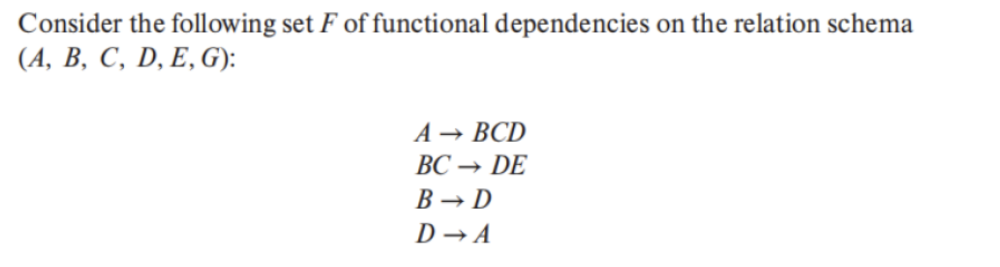 Consider the following set F of functional dependencies on the relation schema
(A, B, C, D, E, G):
A → BCD
BC → DE
B → D
D → A